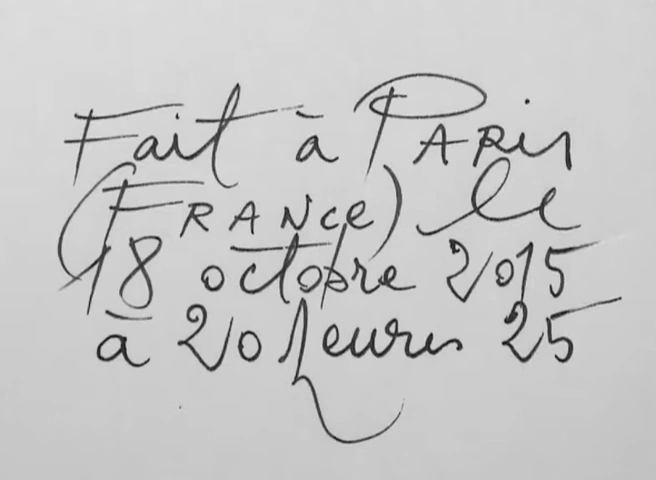 Fait à PARis
(FRANCe) le
18 octobre 2015
à 20 heures 25